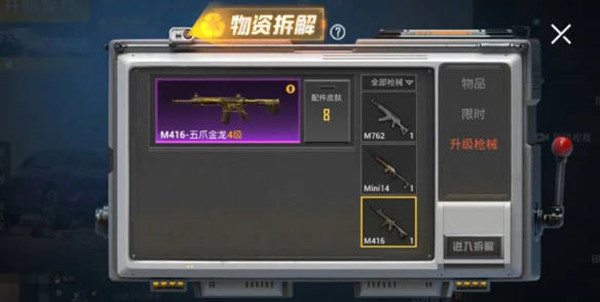 物资拆解 ?
M416-五爪金龙4级
配件皮肤
8
全部枪械
M762 1
Mini14 1
M416 1
物品
限时
升级枪械
进入拆解